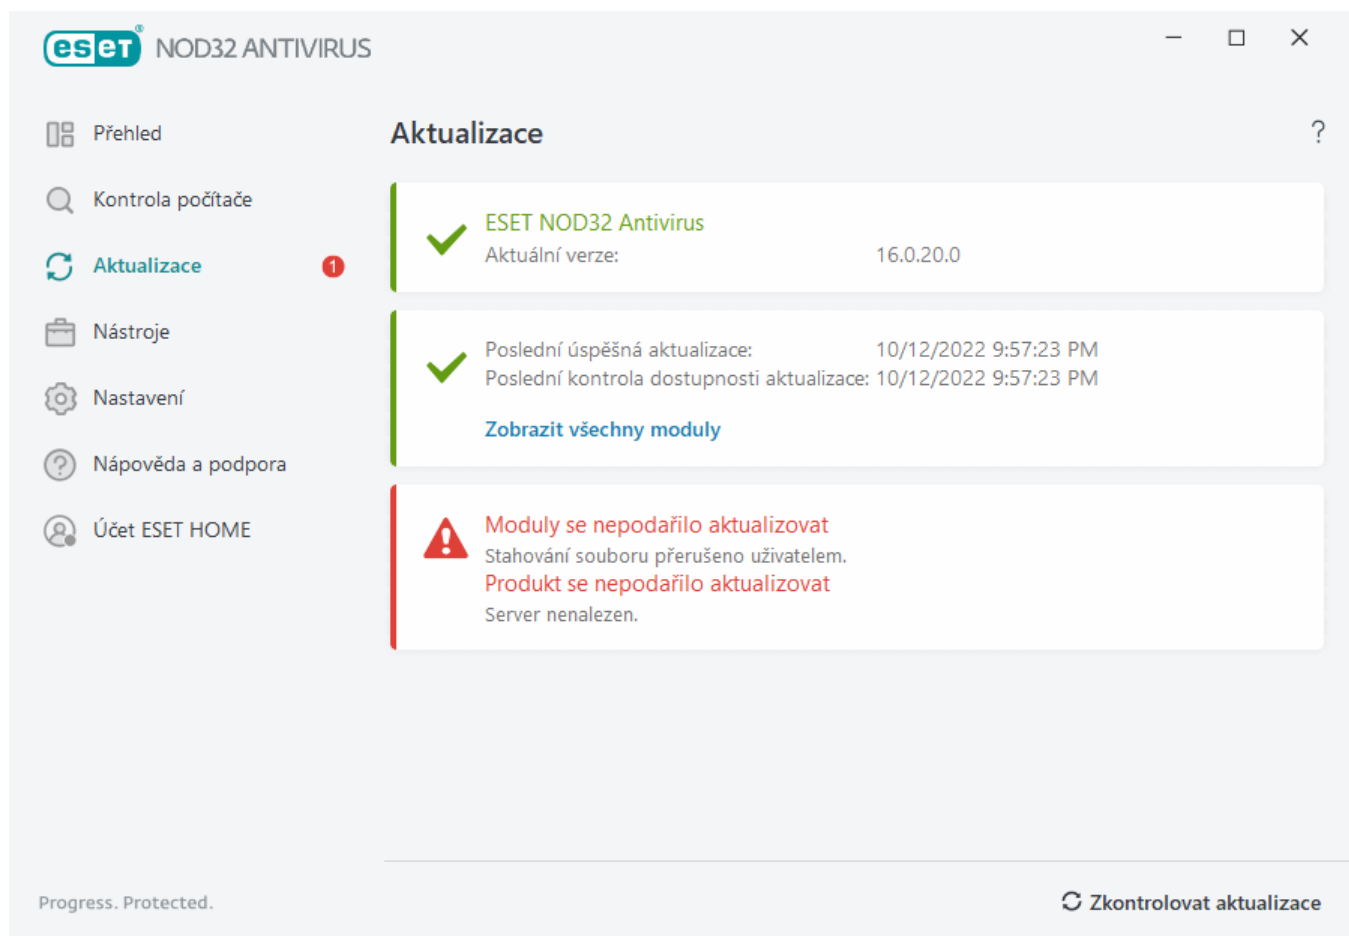 eset® NOD32 ANTIVIRUS
Přehled
Kontrola počítače
Aktualizace 1
Nástroje
Nastavení
Nápověda a podpora
Účet ESET HOME
Aktualizace ?
ESET NOD32 Antivirus
Aktuální verze: 16.0.20.0
Poslední úspěšná aktualizace: 10/12/2022 9:57:23 PM
Poslední kontrola dostupnosti aktualizace: 10/12/2022 9:57:23 PM
Zobrazit všechny moduly
Moduly se nepodařilo aktualizovat
Stahování souboru přerušeno uživatelem.
Produkt se nepodařilo aktualizovat
Server nenalezen.
Progress. Protected.
Zkontrolovat aktualizace